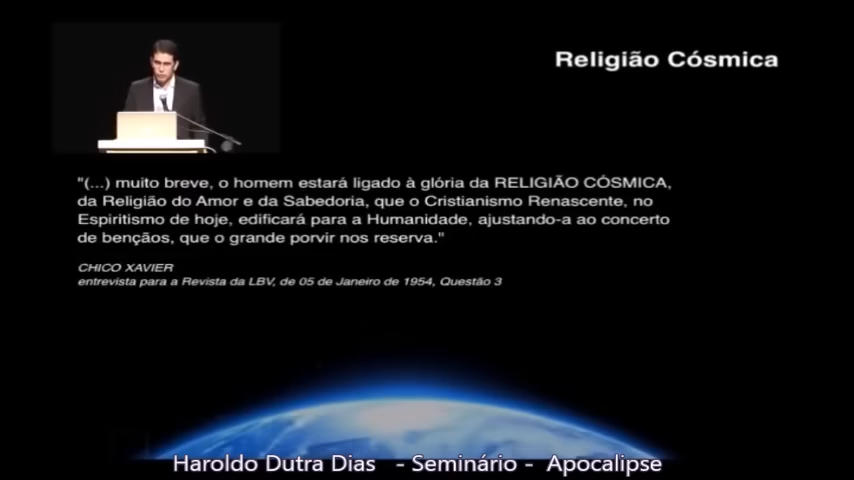 Religião Cósmica
"(...) muito breve, o homem estará ligado à glória da RELIGIÃO CÓSMICA,
da Religião do Amor e da Sabedoria, que o Cristianismo Renascente, no
Espiritismo de hoje, edificará para a Humanidade, ajustando-a ao concerto
de bençãos, que o grande porvir nos reserva."
CHICO XAVIER
entrevista para a Revista da LBV, de 05 de Janeiro de 1954, Questão 3
Haroldo Dutra Dias - Seminário - Apocalipse